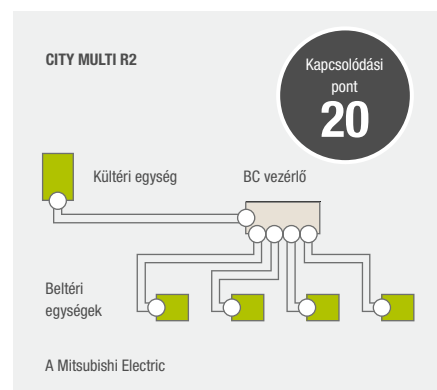 CITY MULTI R2
Kapcsolódási
pont
20
Kültéri egység
BC vezérlő
Beltéri
egységek
A Mitsubishi Electric